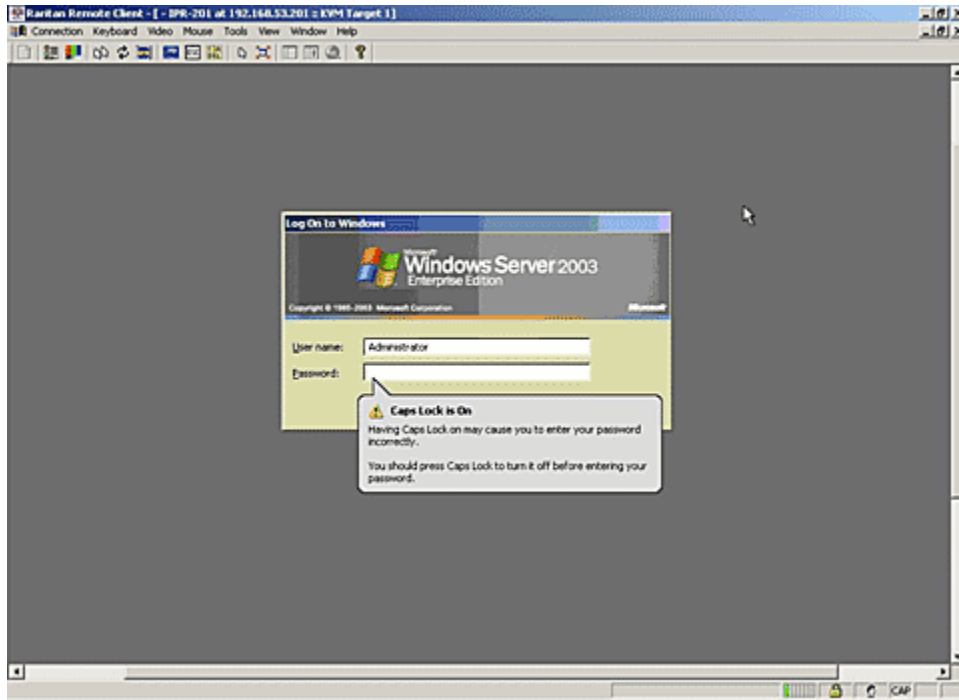 Raritan Remote Client - [ - IPR-201 at 192.168.53.201 :: KVM Target 1]
Connection Keyboard Video Mouse Tools View Window Help
Log On to Windows
Microsoft
Windows Server 2003
Enterprise Edition
Copyright © 1985-2003 Microsoft Corporation
Microsoft
User name: Administrator
Password:
Caps Lock is On
Having Caps Lock on may cause you to enter your password
incorrectly.
You should press Caps Lock to turn it off before entering your
password.
CAP